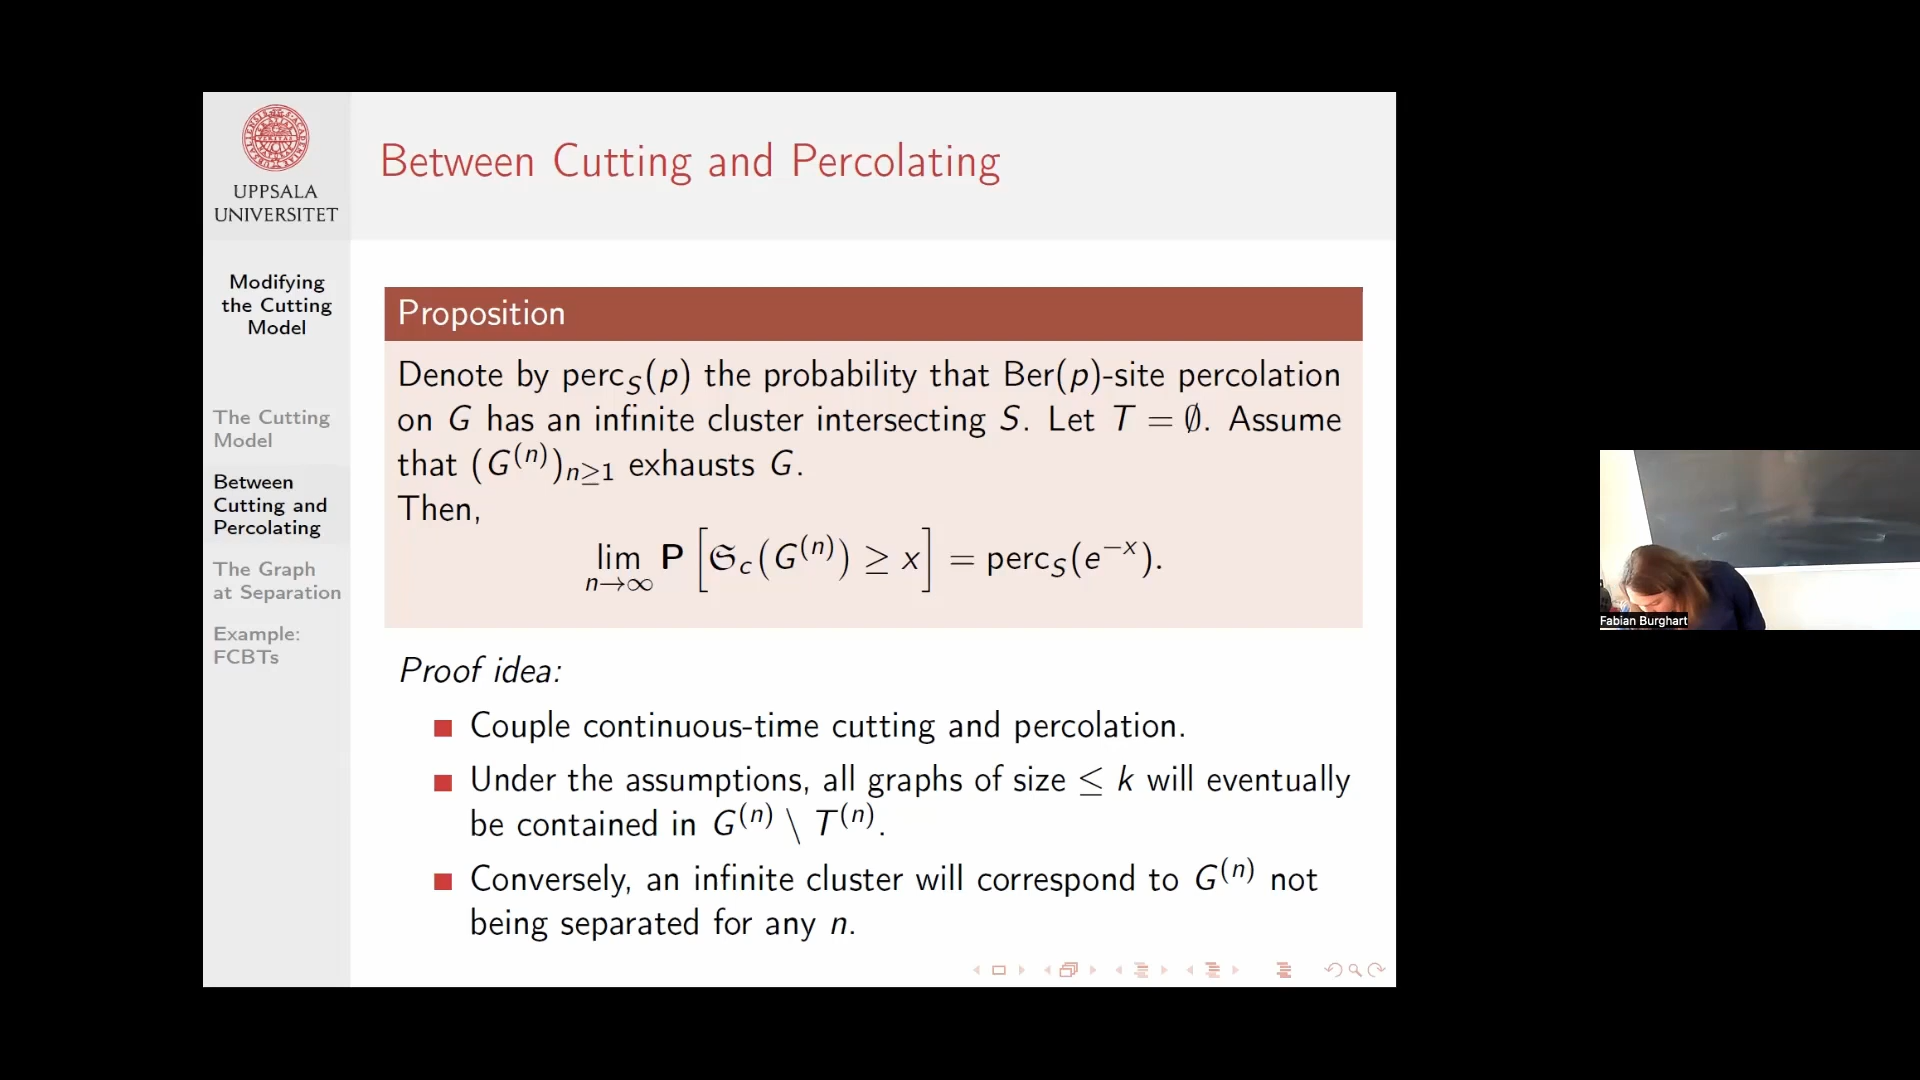 UPPSALA
UNIVERSITET
Modifying
the Cutting
Model
The Cutting
Model
Between
Cutting and
Percolating
The Graph
at Separation
Example:
FCBTs
Between Cutting and Percolating
Proposition
Denote by perc_S(p) the probability that Ber(p)-site percolation
on G has an infinite cluster intersecting S. Let T = ∅. Assume
that (G^(n))_{n≥1} exhausts G.
Then,
lim_{n→∞} P[𝔖_c(G^(n)) ≥ x] = perc_S(e^{-x}).
Proof idea:
Couple continuous-time cutting and percolation.
Under the assumptions, all graphs of size ≤ k will eventually
be contained in G^(n) \ T^(n).
Conversely, an infinite cluster will correspond to G^(n) not
being separated for any n.
Fabian Burghart